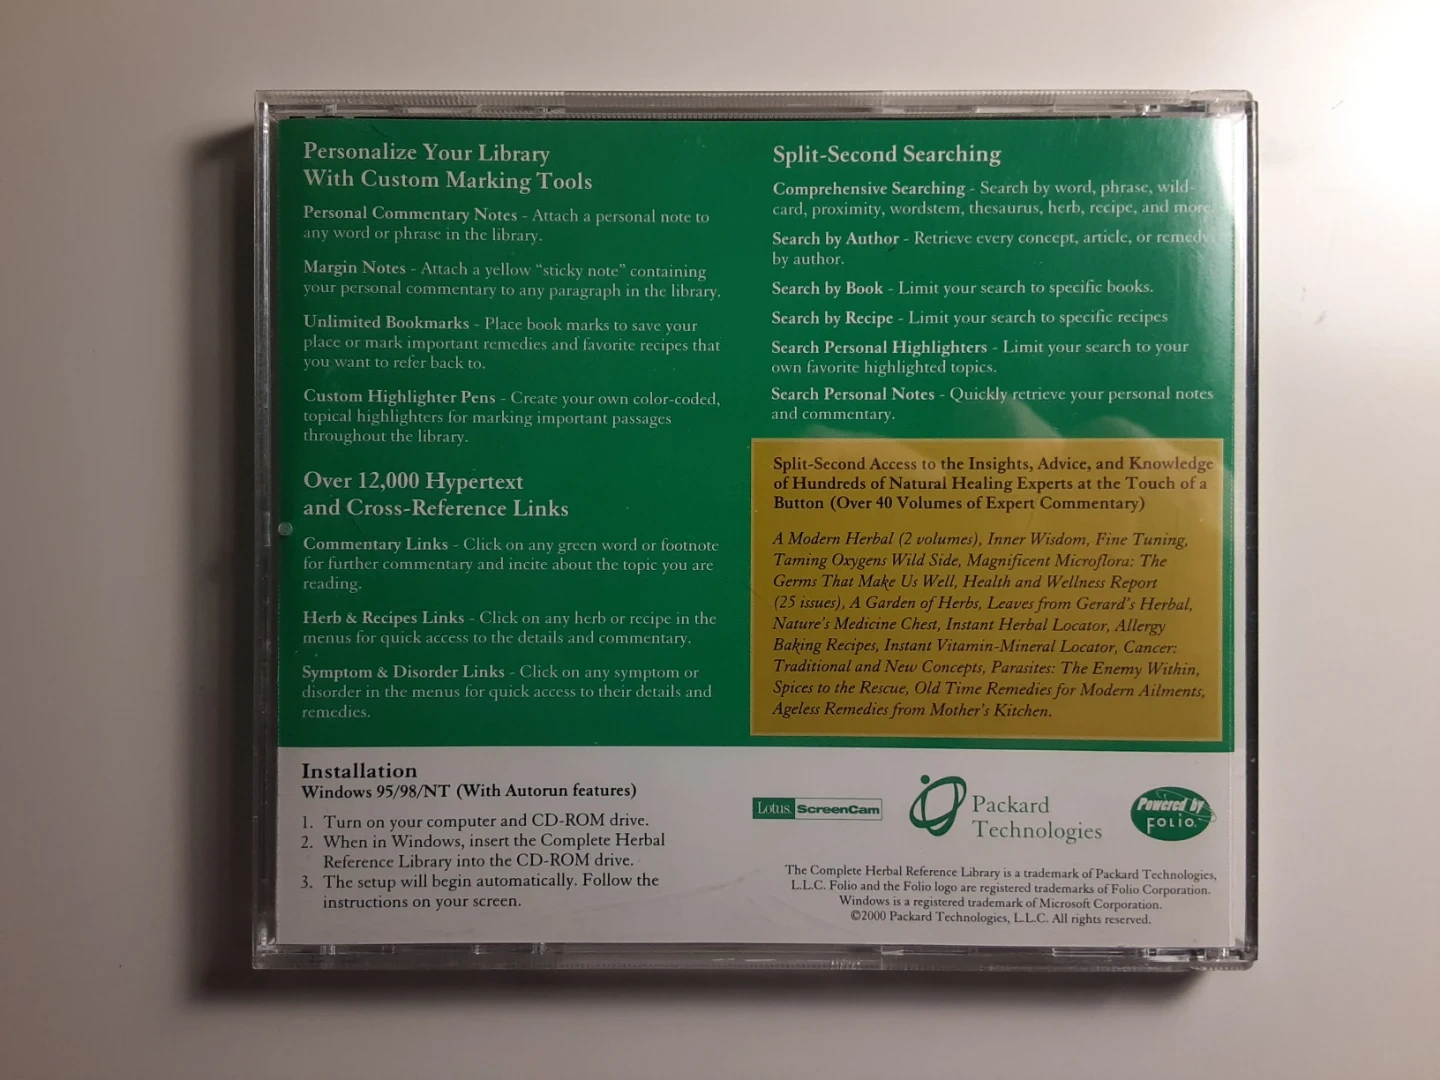 Personalize Your Library
With Custom Marking Tools
Personal Commentary Notes - Attach a personal note to
any word or phrase in the library.
Margin Notes - Attach a yellow “sticky note” containing
your personal commentary to any paragraph in the library.
Unlimited Bookmarks - Place book marks to save your
place or mark important remedies and favorite recipes that
you want to refer back to.
Custom Highlighter Pens - Create your own color-coded,
topical highlighters for marking important passages
throughout the library.
Over 12,000 Hypertext
and Cross-Reference Links
Commentary Links - Click on any green word or footnote
for further commentary and incite about the topic you are
reading.
Herb & Recipes Links - Click on any herb or recipe in the
menus for quick access to the details and commentary.
Symptom & Disorder Links - Click on any symptom or
disorder in the menus for quick access to their details and
remedies.
Split-Second Searching
Comprehensive Searching - Search by word, phrase, wild-
card, proximity, wordstem, thesaurus, herb, recipe, and more.
Search by Author - Retrieve every concept, article, or remedy
by author.
Search by Book - Limit your search to specific books.
Search by Recipe - Limit your search to specific recipes
Search Personal Highlighters - Limit your search to your
own favorite highlighted topics.
Search Personal Notes - Quickly retrieve your personal notes
and commentary.
Split-Second Access to the Insights, Advice, and Knowledge
of Hundreds of Natural Healing Experts at the Touch of a
Button (Over 40 Volumes of Expert Commentary)
A Modern Herbal (2 volumes), Inner Wisdom, Fine Tuning,
Taming Oxygens Wild Side, Magnificent Microflora: The
Germs That Make Us Well, Health and Wellness Report
(25 issues), A Garden of Herbs, Leaves from Gerard's Herbal,
Nature's Medicine Chest, Instant Herbal Locator, Allergy
Baking Recipes, Instant Vitamin-Mineral Locator, Cancer:
Traditional and New Concepts, Parasites: The Enemy Within,
Spices to the Rescue, Old Time Remedies for Modern Ailments,
Ageless Remedies from Mother's Kitchen.
Installation
Windows 95/98/NT (With Autorun features)
1. Turn on your computer and CD-ROM drive.
2. When in Windows, insert the Complete Herbal
Reference Library into the CD-ROM drive.
3. The setup will begin automatically. Follow the
instructions on your screen.
Lotus. ScreenCam
Packard
Technologies
Powered by
FOLIO.
The Complete Herbal Reference Library is a trademark of Packard Technologies,
L.L.C. Folio and the Folio logo are registered trademarks of Folio Corporation.
Windows is a registered trademark of Microsoft Corporation.
©2000 Packard Technologies, L.L.C. All rights reserved.